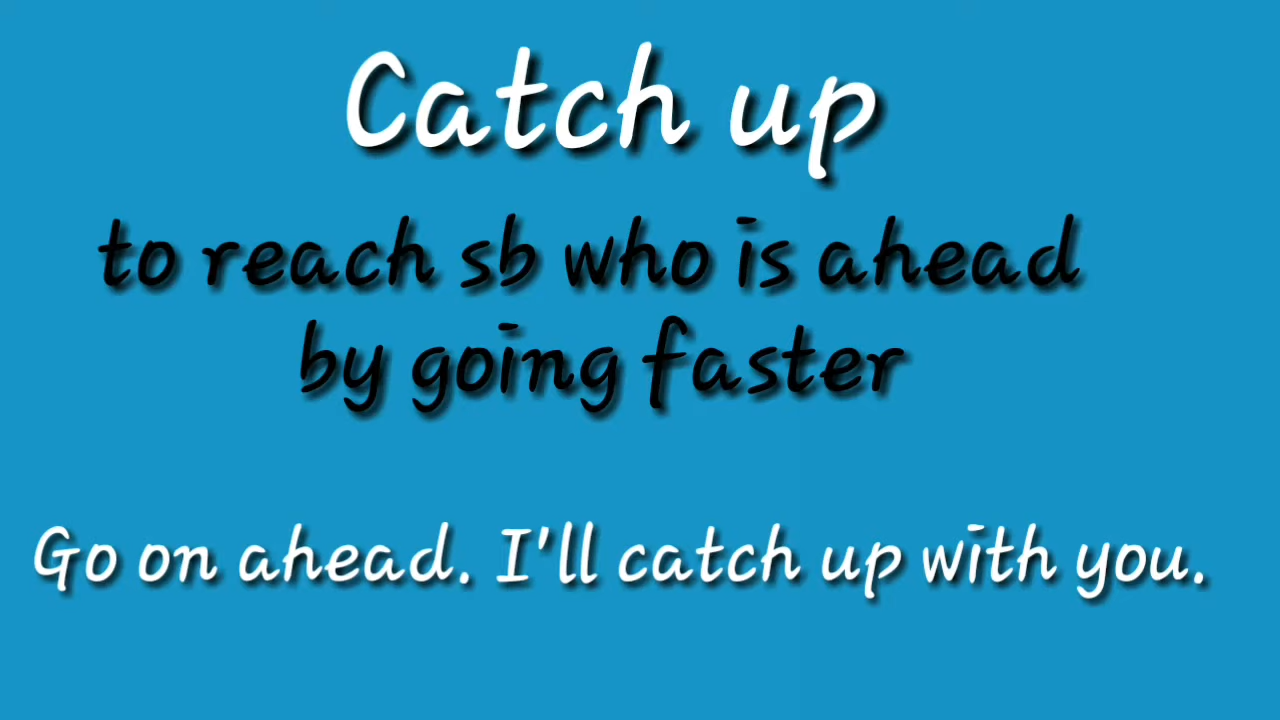 Catch up
to reach sb who is ahead
by going faster
Go on ahead. I'll catch up with you.